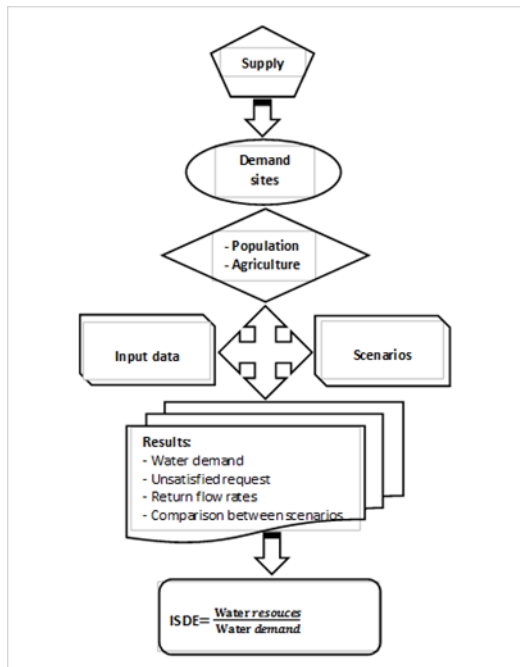 Supply
Demand
sites
- Population
- Agriculture
Input data
Scenarios
Results:
- Water demand
- Unsatisfied request
- Return flow rates
- Comparison between scenarios
ISDE= Water resouces / Water demand